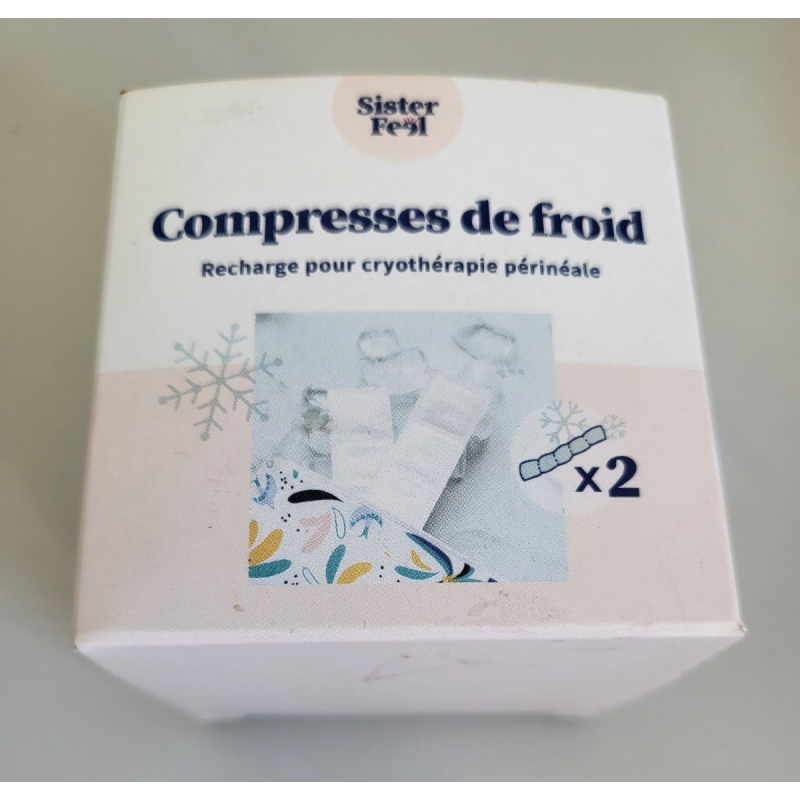 Sister
Feel
Compresses de froid
Recharge pour cryothérapie périnéale
x2